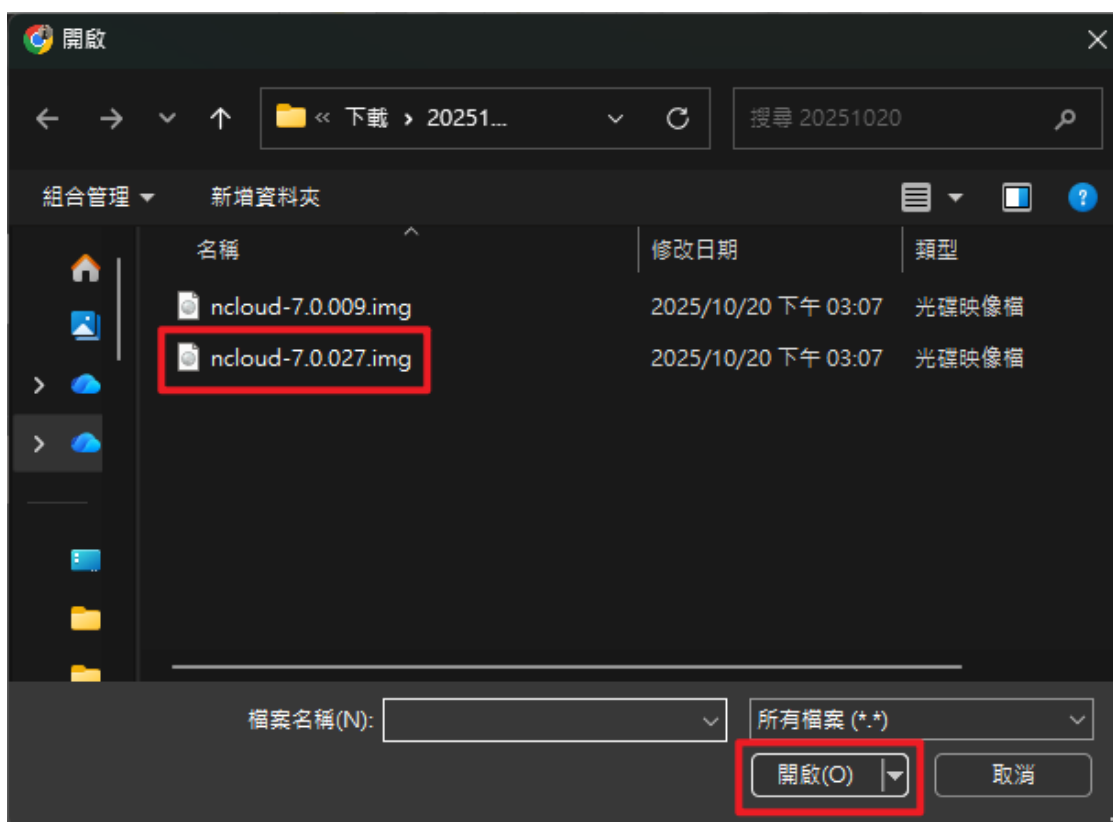 開啟
« 下載 › 20251...
搜尋 20251020
組合管理
新增資料夾
?
名稱 修改日期 類型
ncloud-7.0.009.img 2025/10/20 下午 03:07 光碟映像檔
ncloud-7.0.027.img 2025/10/20 下午 03:07 光碟映像檔
檔案名稱(N):
所有檔案 (*.*)
開啟(O)
取消